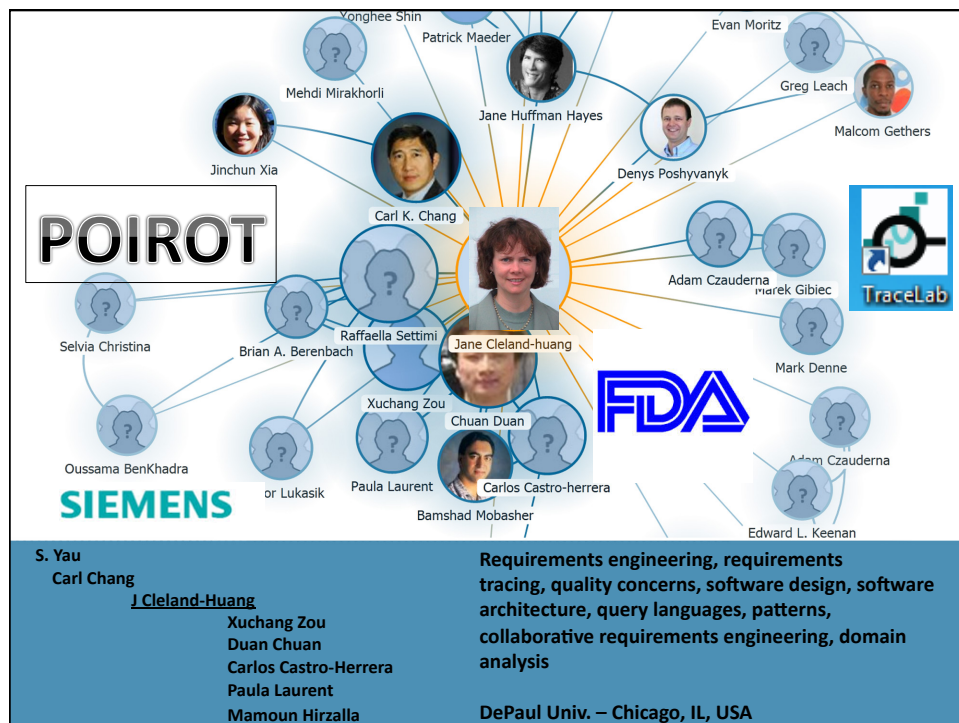 Yonghee Shin
Patrick Maeder
Evan Moritz
Mehdi Mirakhorli
Jane Huffman Hayes
Greg Leach
Malcom Gethers
Jinchun Xia
Denys Poshyvanyk
Carl K. Chang
POIROT
Adam Czauderna
Marek Gibiec
TraceLab
Selvia Christina
Brian A. Berenbach
Raffaella Settimi
Jane Cleland-huang
Mark Denne
Xuchang Zou
Chuan Duan
FDA
Oussama BenKhadra
or Lukasik
Paula Laurent
Carlos Castro-herrera
Adam Czauderna
SIEMENS
Bamshad Mobasher
Edward L. Keenan
S. Yau
Carl Chang
J Cleland-Huang
Xuchang Zou
Duan Chuan
Carlos Castro-Herrera
Paula Laurent
Mamoun Hirzalla
Requirements engineering, requirements
tracing, quality concerns, software design, software
architecture, query languages, patterns,
collaborative requirements engineering, domain
analysis
DePaul Univ. – Chicago, IL, USA